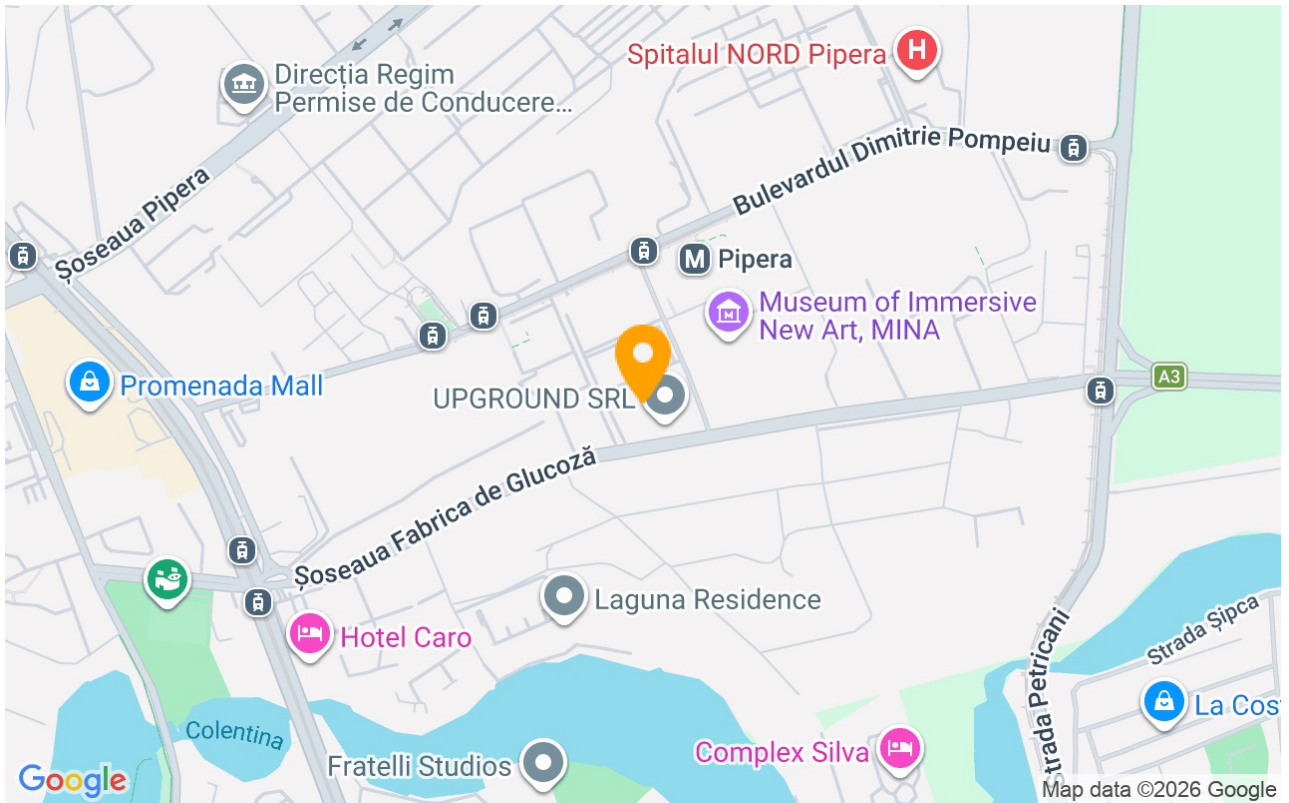 Spitalul NORD Pipera
H
Direcția Regim
Permise de Conducere...
Bulevardul Dimitrie Pompeiu
Șoseaua Pipera
M Pipera
Museum of Immersive
New Art, MINA
M
Promenada Mall
UPGROUND SRL
A3
Șoseaua Fabrica de Glucoză
Laguna Residence
Hotel Caro
Strada Șipca
Strada Petricani
La Cos
Colentina
Complex Silva
Fratelli Studios
Google
Map data ©2026 Google